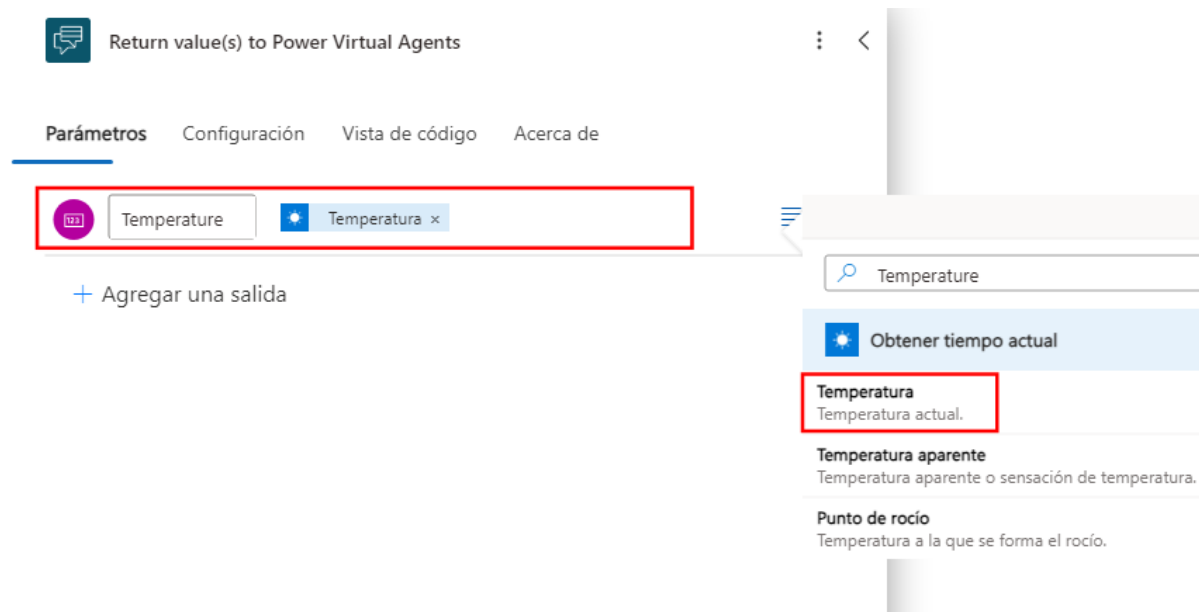 Return value(s) to Power Virtual Agents
Parámetros Configuración Vista de código Acerca de
123 Temperature Temperatura ×
Agregar una salida
Temperature
Obtener tiempo actual
Temperatura
Temperatura actual.
Temperatura aparente
Temperatura aparente o sensación de temperatura.
Punto de rocío
Temperatura a la que se forma el rocío.